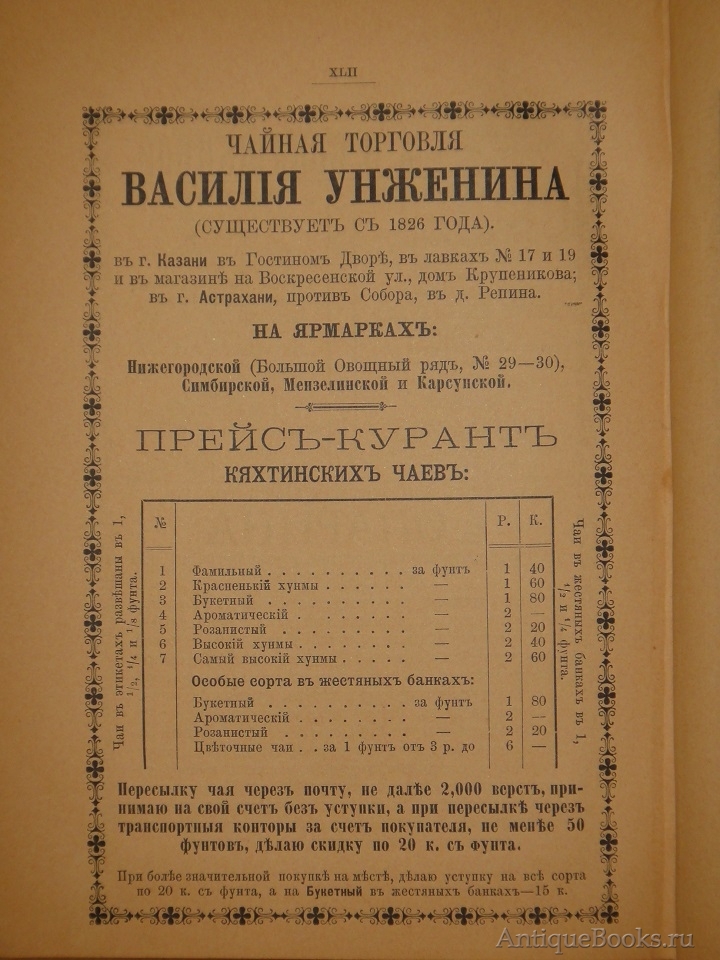 XLII
ЧАЙНАЯ ТОРГОВЛЯ
ВАСИЛІЯ УНЖЕНИНА
(СУЩЕСТВУЕТЪ СЪ 1826 ГОДА).
въ г. Казани въ Гостиномъ Дворѣ, въ лавкахъ № 17 и 19
и въ магазинѣ на Воскресенской ул., домъ Крупеникова;
въ г. Астрахани, противъ Собора, въ д. Репина.
НА ЯРМАРКАХЪ:
Нижегородской (Большой Овощный рядъ, № 29—30),
Симбирской, Мензелинской и Карсунской.
ПРЕЙСЪ-КУРАНТЪ
КЯХТИНСКИХЪ ЧАЕВЪ:
Чаи въ этикетахъ развѣшаны въ 1,
1/2, 1/4 и 1/8 фунта.
№ Р. К.
1 Фамильный . . . . . . . . . . за фунтъ 1 40
2 Красненькій хунмы . . . . . . — 1 60
3 Букетный . . . . . . . . . . — 1 80
4 Ароматическій . . . . . . . . — 2 —
5 Розанистый . . . . . . . . . — 2 20
6 Высокій хунмы . . . . . . . . — 2 40
7 Самый высокій хунмы . . . . . — 2 60
Особые сорта въ жестяныхъ банкахъ:
Букетный . . . . . . . . . . за фунтъ 1 80
Ароматическій . . . . . . . . — 2 —
Розанистый . . . . . . . . . — 2 20
Цвѣточные чаи . . за 1 фунтъ отъ 3 р. до 6 —
Чаи въ жестяныхъ банкахъ въ 1,
1/2 и 1/4 фунта.
Пересылку чая черезъ почту, не далѣе 2,000 верстъ, при-
нимаю на свой счетъ безъ уступки, а при пересылкѣ черезъ
транспортныя конторы за счетъ покупателя, не менѣе 50
фунтовъ, дѣлаю скидку по 20 к. съ фунта.
При болѣе значительной покупкѣ на мѣстѣ, дѣлаю уступку на всѣ сорта
по 20 к. съ фунта, а на Букетный въ жестяныхъ банкахъ—15 к.
AntiqueBooks.ru